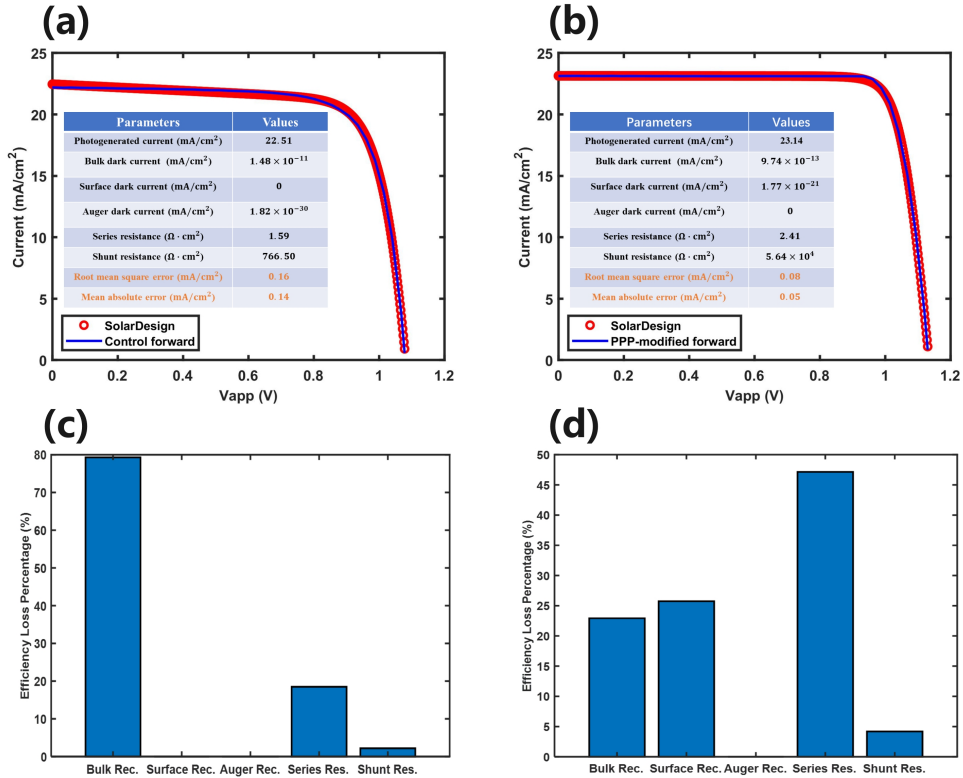 (a)
25
20
15
10
5
0
Current (mA/cm²)
Parameters Values
Photogenerated current (mA/cm²) 22.51
Bulk dark current (mA/cm²) 1.48 × 10⁻¹¹
Surface dark current (mA/cm²) 0
Auger dark current (mA/cm²) 1.82 × 10⁻³⁰
Series resistance (Ω · cm²) 1.59
Shunt resistance (Ω · cm²) 766.50
Root mean square error (mA/cm²) 0.16
Mean absolute error (mA/cm²) 0.14
SolarDesign
Control forward
0 0.2 0.4 0.6 0.8 1 1.2
Vapp (V)
(b)
25
20
15
10
5
0
Current (mA/cm²)
Parameters Values
Photogenerated current (mA/cm²) 23.14
Bulk dark current (mA/cm²) 9.74 × 10⁻¹³
Surface dark current (mA/cm²) 1.77 × 10⁻²¹
Auger dark current (mA/cm²) 0
Series resistance (Ω · cm²) 2.41
Shunt resistance (Ω · cm²) 5.64 × 10⁴
Root mean square error (mA/cm²) 0.08
Mean absolute error (mA/cm²) 0.05
SolarDesign
PPP-modified forward
0 0.2 0.4 0.6 0.8 1 1.2
Vapp (V)
(c)
80
70
60
50
40
30
20
10
0
Efficiency Loss Percentage (%)
Bulk Rec. Surface Rec. Auger Rec. Series Res. Shunt Res.
(d)
50
45
40
35
30
25
20
15
10
5
0
Efficiency Loss Percentage (%)
Bulk Rec. Surface Rec. Auger Rec. Series Res. Shunt Res.